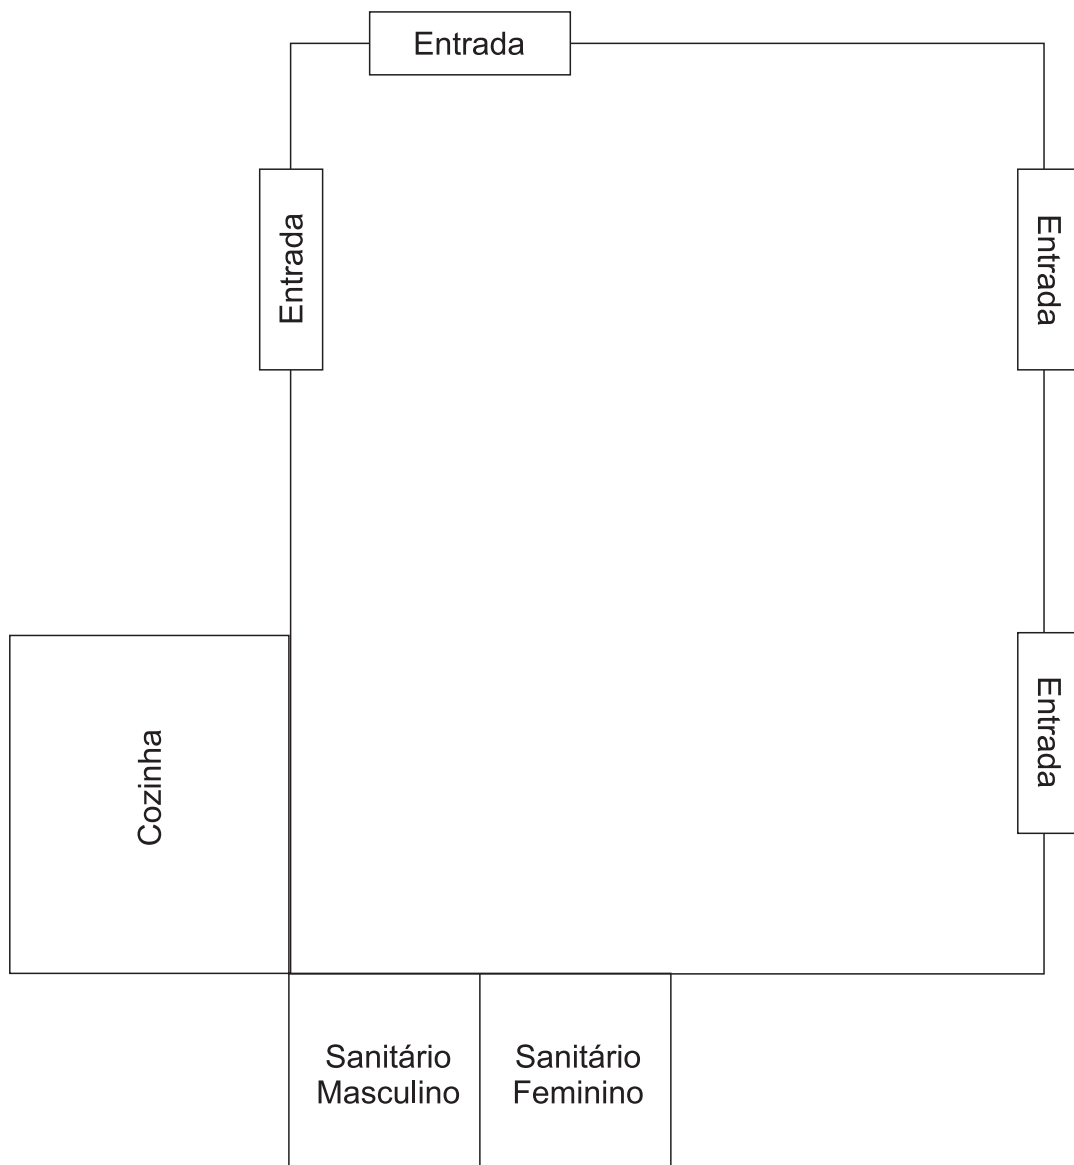 Entrada
Entrada
Entrada
Entrada
Cozinha
Sanitário
Masculino
Sanitário
Feminino